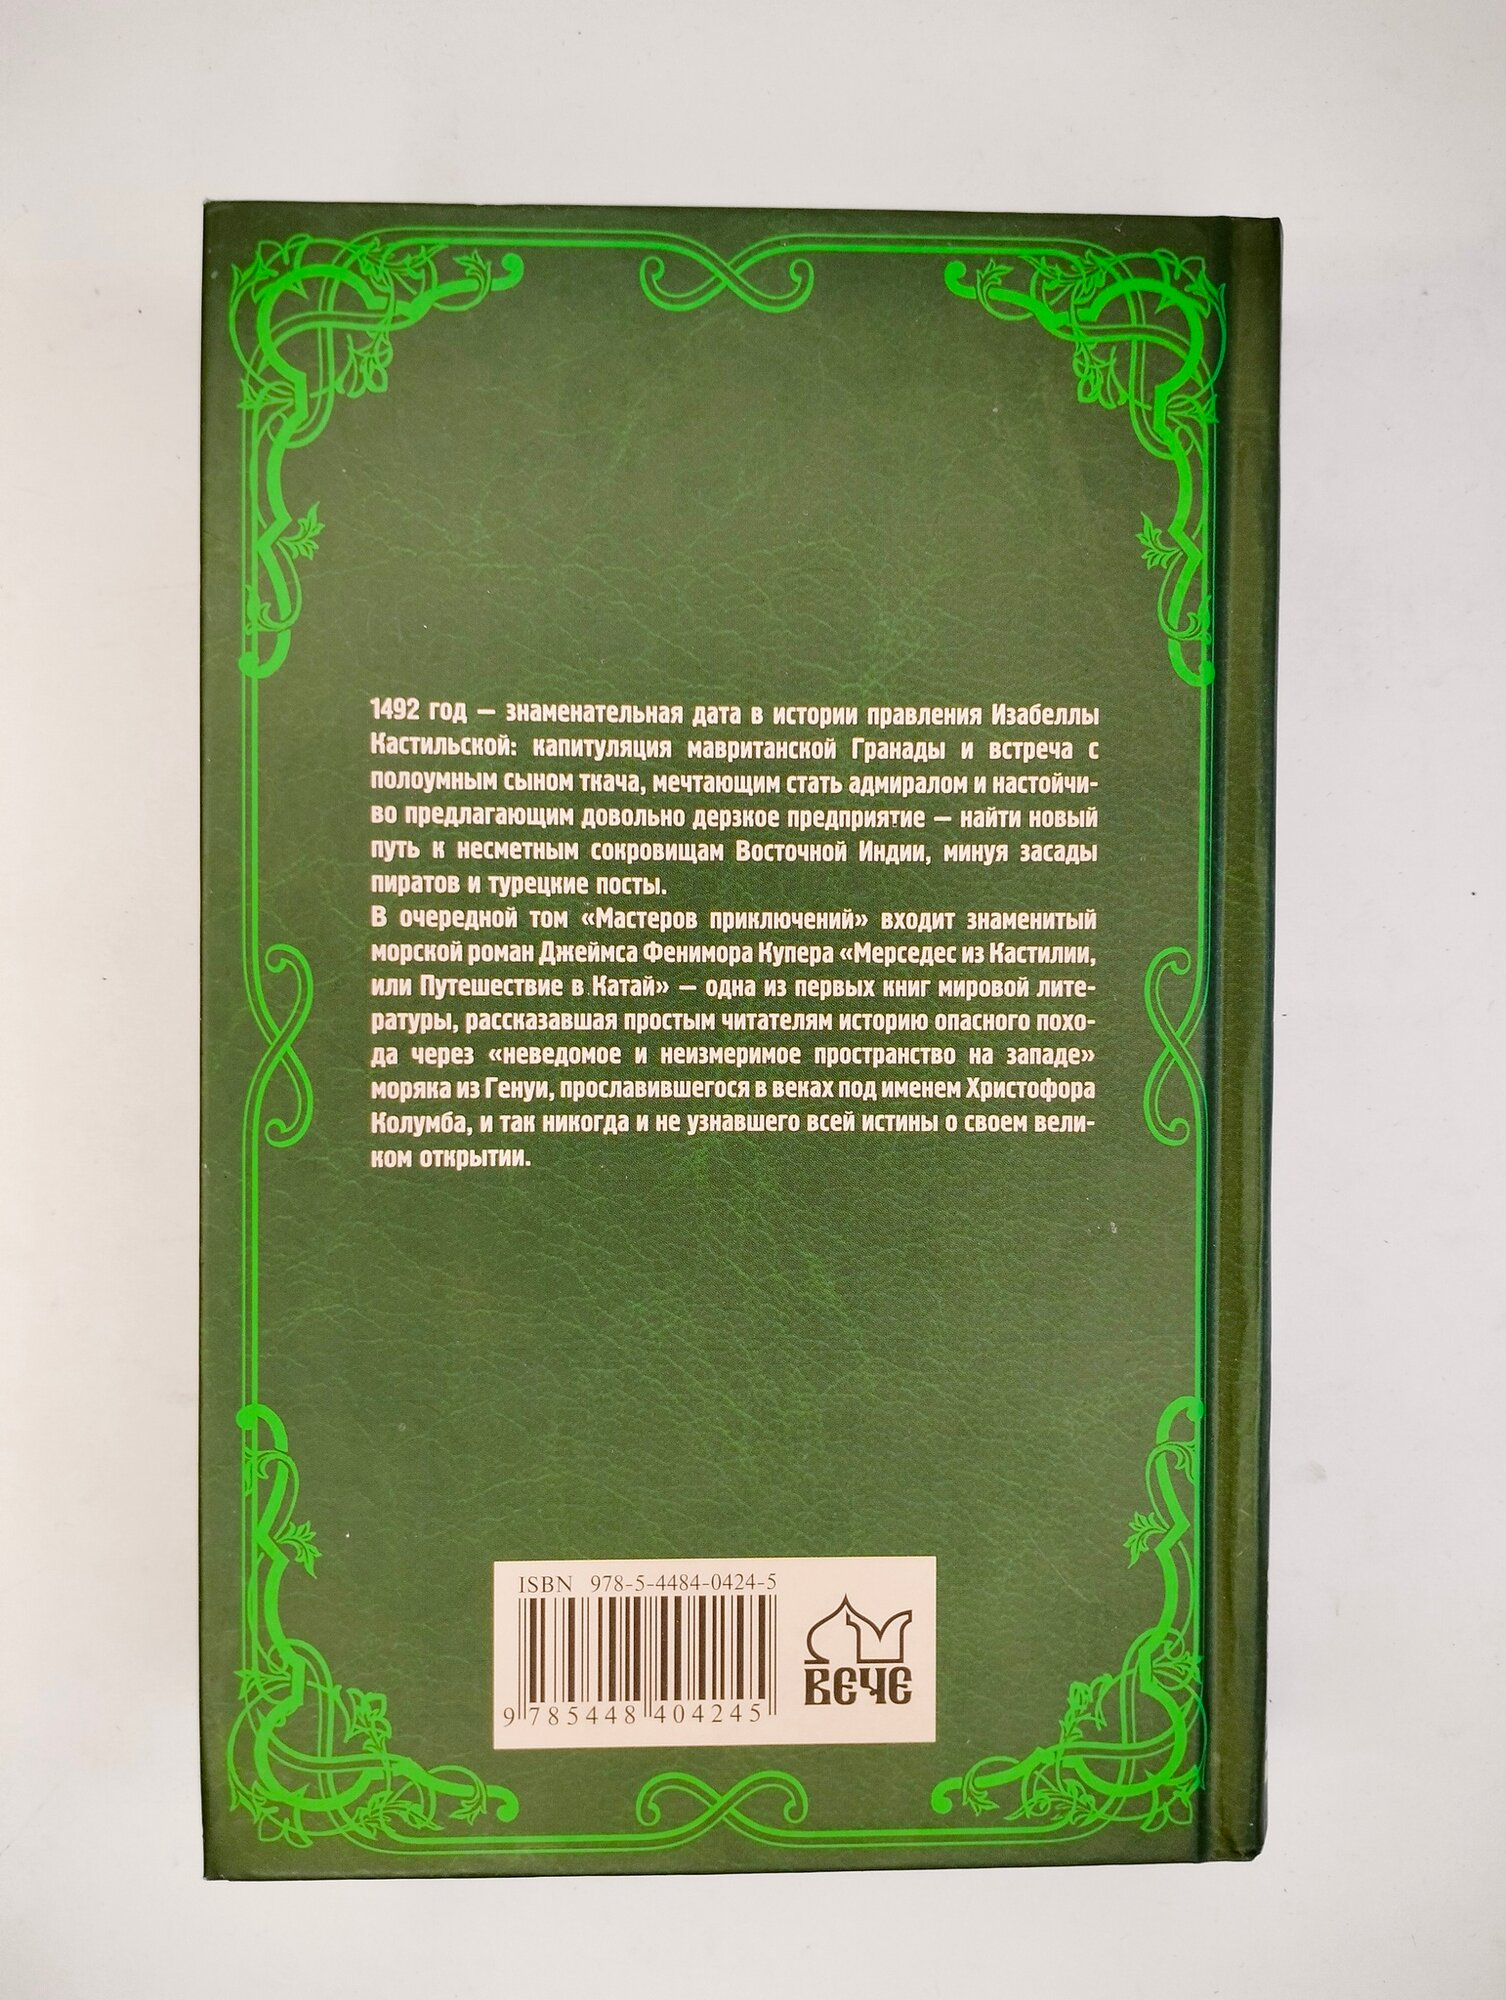 1492 год — знаменательная дата в истории правления Изабеллы
Кастильской: капитуляция мавританской Гранады и встреча с
полоумным сыном ткача, мечтающим стать адмиралом и настойчи-
во предлагающим довольно дерзкое предприятие — найти новый
путь к несметным сокровищам Восточной Индии, минуя засады
пиратов и турецкие посты.
В очередной том «Мастеров приключений» входит знаменитый
морской роман Джеймса Фенимора Купера «Мерседес из Кастилии,
или Путешествие в Катай» — одна из первых книг мировой лите-
ратуры, рассказавшая простым читателям историю опасного похо-
да через «неведомое и неизмеримое пространство на западе»
моряка из Генуи, прославившегося в веках под именем Христофора
Колумба, и так никогда и не узнавшего всей истины о своем вели-
ком открытии.
ISBN 978-5-4484-0424-5
9 785448 404245
ВЕЧЕ